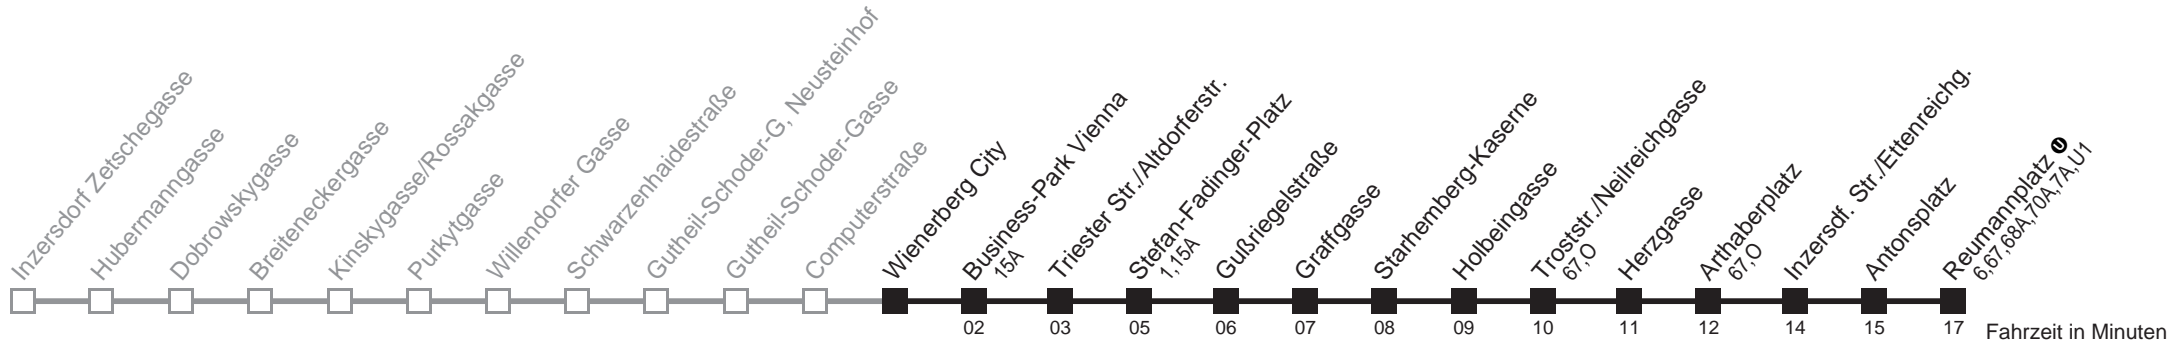 Inzersdorf Zetschegasse
Hubermanngasse
Dobrowskygasse
Breiteneckergasse
Kinskygasse/Rossakgasse
Purkytgasse
Willendorfer Gasse
Schwarzenhaidestraße
Gutheil-Schoder-G, Neusteinhof
Gutheil-Schoder-Gasse
Computerstraße
Wienerberg City
Business-Park Vienna
15A
Triester Str./Altdorferstr.
Stefan-Fadinger-Platz
1,15A
Gußriegelstraße
Graffgasse
Starhemberg-Kaserne
Holbeingasse
Troststr./Neilreichgasse
67,O
Herzgasse
Arthaberplatz
67,O
Inzersdf. Str./Ettenreichg.
Antonsplatz
Reumannplatz U
6,67,68A,70A,7A,U1
02 03 05 06 07 08 09 10 11 12 14 15 17 Fahrzeit in Minuten